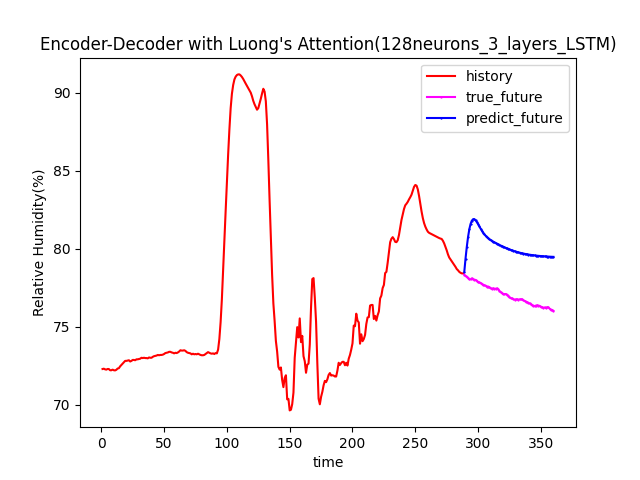 Encoder-Decoder with Luong's Attention(128neurons_3_layers_LSTM)
history
true_future
predict_future
Relative Humidity(%)
90
85
80
75
70
0 50 100 150 200 250 300 350
time